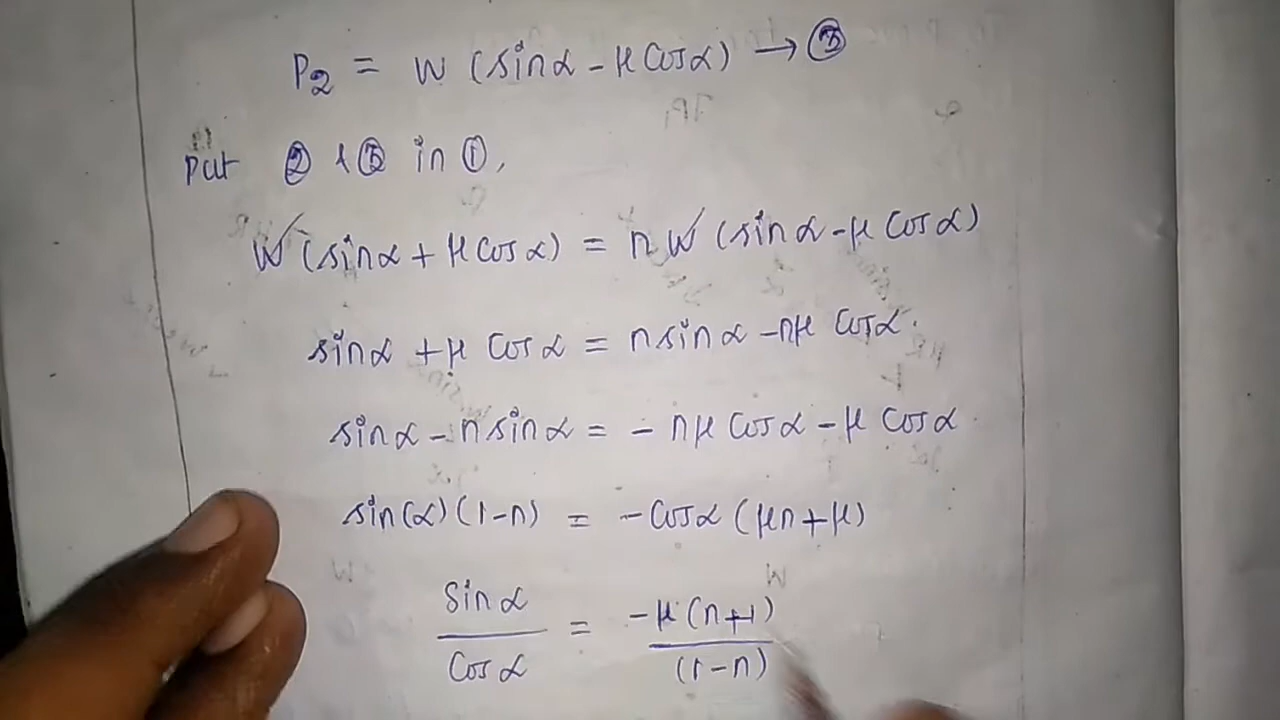 P₂ = W (sinα - μ cosα) → ③
Put ② & ③ in ①,
W (sinα + μ cosα) = n W (sinα - μ cosα)
sinα + μ cosα = n sinα - nμ cosα.
sinα - n sinα = - nμ cosα - μ cosα
sin(α) (1-n) = - cosα (μn + μ)
sinα / cosα = -μ (n+1) / (1-n)